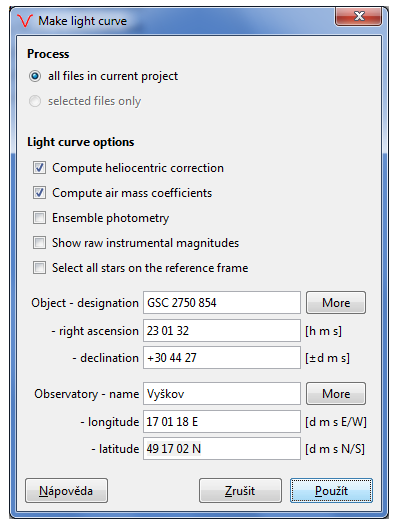 Make light curve
Process
all files in current project
selected files only
Light curve options
Compute heliocentric correction
Compute air mass coefficients
Ensemble photometry
Show raw instrumental magnitudes
Select all stars on the reference frame
Object - designation GSC 2750 854 More
- right ascension 23 01 32 [h m s]
- declination +30 44 27 [±d m s]
Observatory - name Vyškov More
- longitude 17 01 18 E [d m s E/W]
- latitude 49 17 02 N [d m s N/S]
Nápověda Zrušit Použít